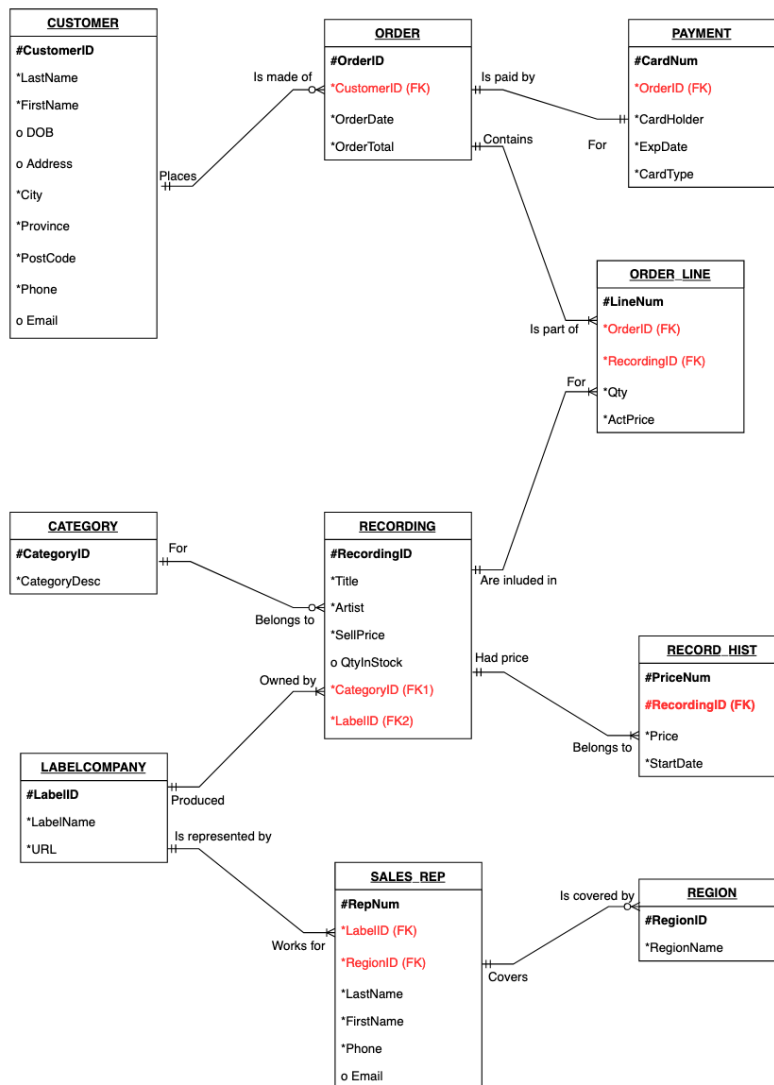 CUSTOMER
#CustomerID
*LastName
*FirstName
o DOB
o Address
*City
*Province
*PostCode
*Phone
o Email
Places
Is made of
ORDER
#OrderID
*CustomerID (FK)
*OrderDate
*OrderTotal
Is paid by
For
Contains
Is part of
PAYMENT
#CardNum
*OrderID (FK)
*CardHolder
*ExpDate
*CardType
ORDER_LINE
#LineNum
*OrderID (FK)
*RecordingID (FK)
*Qty
*ActPrice
For
Are inluded in
CATEGORY
#CategoryID
*CategoryDesc
For
Belongs to
RECORDING
#RecordingID
*Title
*Artist
*SellPrice
o QtyInStock
*CategoryID (FK1)
*LabelID (FK2)
Had price
Belongs to
RECORD_HIST
#PriceNum
#RecordingID (FK)
*Price
*StartDate
Owned by
Produced
LABELCOMPANY
#LabelID
*LabelName
*URL
Is represented by
Works for
SALES_REP
#RepNum
*LabelID (FK)
*RegionID (FK)
*LastName
*FirstName
*Phone
o Email
Is covered by
Covers
REGION
#RegionID
*RegionName